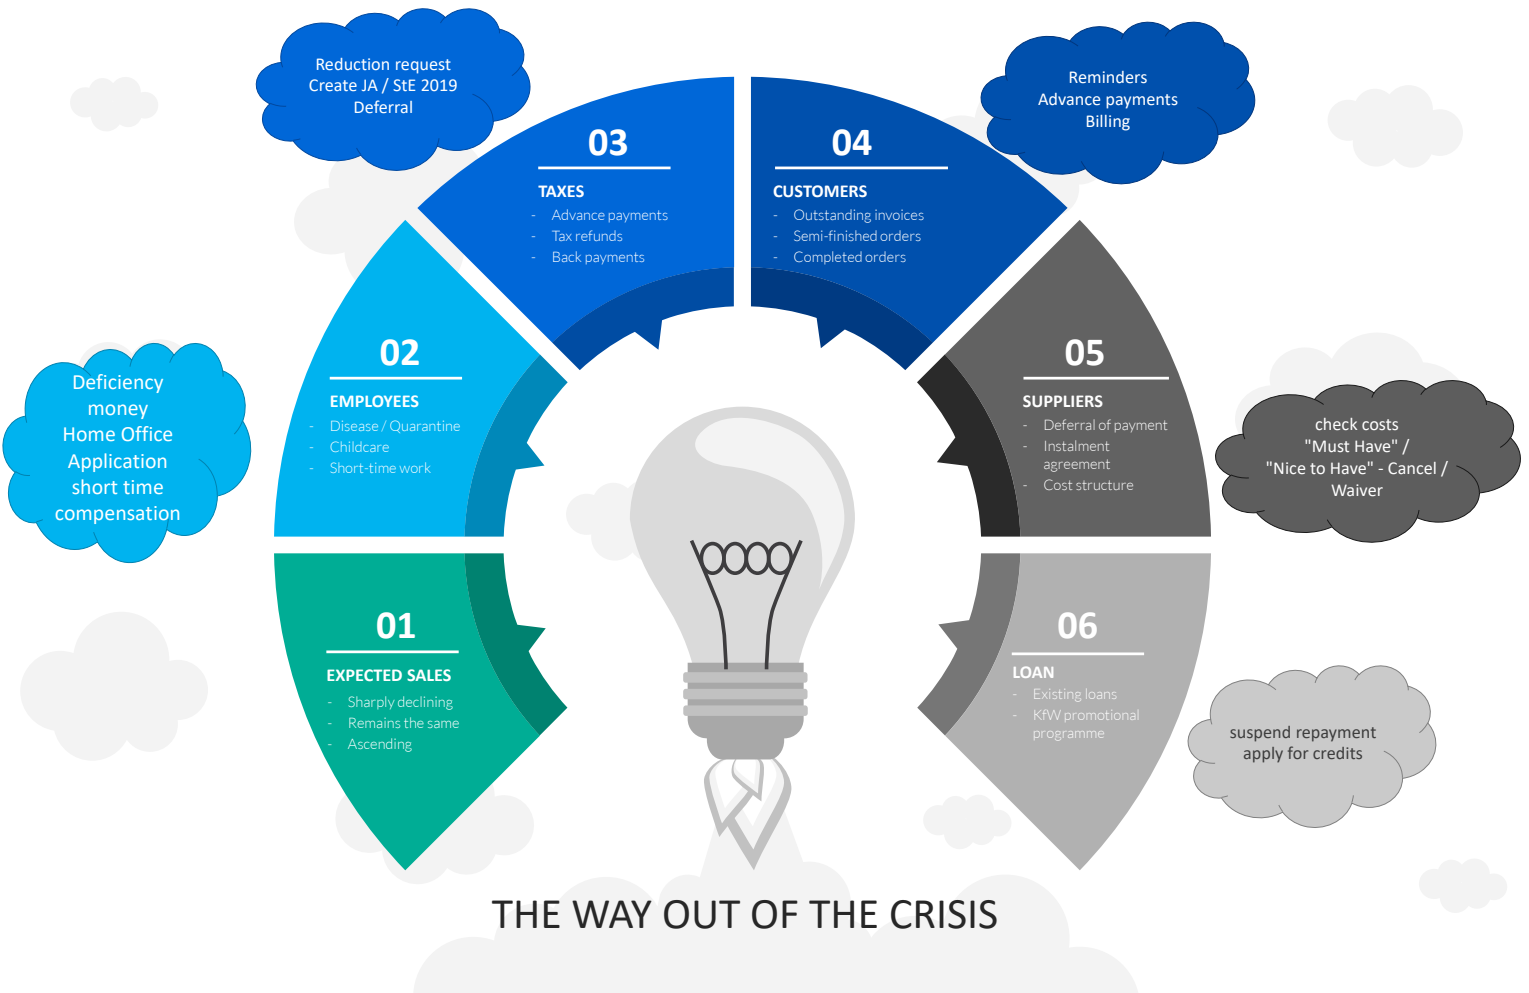 Reduction request
Create JA / StE 2019
Deferral
Reminders
Advance payments
Billing
03
TAXES
- Advance payments
- Tax refunds
- Back payments
04
CUSTOMERS
- Outstanding invoices
- Semi-finished orders
- Completed orders
Deficiency
money
Home Office
Application
short time
compensation
02
EMPLOYEES
- Disease / Quarantine
- Childcare
- Short-time work
05
SUPPLIERS
- Deferral of payment
- Instalment
agreement
- Cost structure
check costs
"Must Have" /
"Nice to Have" - Cancel /
Waiver
01
EXPECTED SALES
- Sharply declining
- Remains the same
- Ascending
06
LOAN
- Existing loans
- KfW promotional
programme
suspend repayment
apply for credits
THE WAY OUT OF THE CRISIS